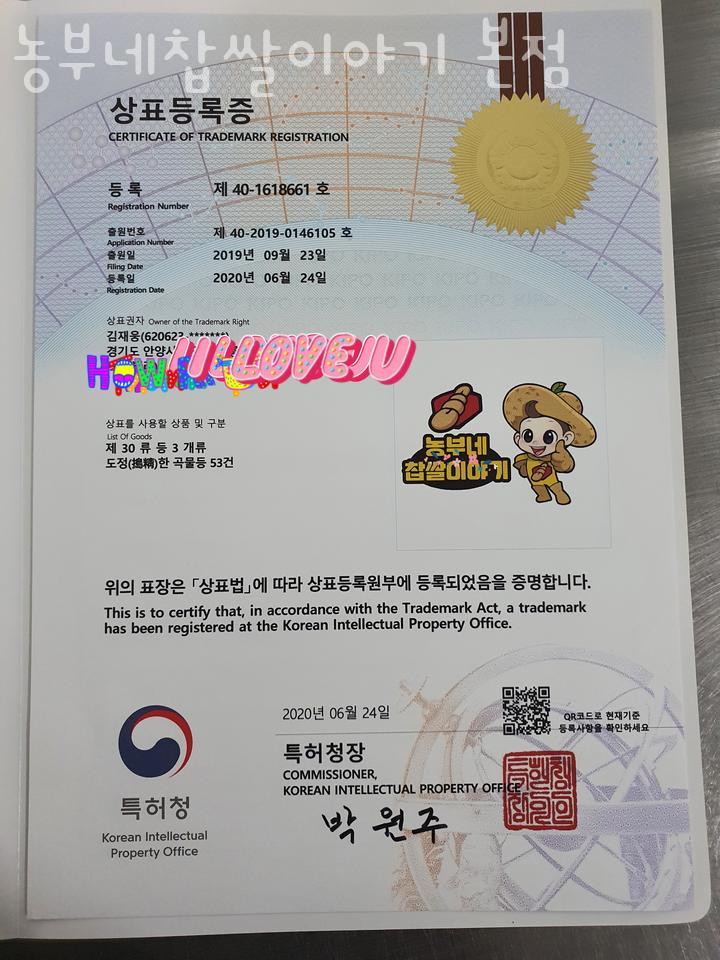 농부네찹쌀이야기 본점
상표등록증
CERTIFICATE OF TRADEMARK REGISTRATION
등록 제 40-1618661 호
Registration Number
출원번호 제 40-2019-0146105 호
Application Number
출원일 2019년 09월 23일
Filing Date
등록일 2020년 06월 24일
Registration Date
상표권자 Owner of the Trademark Right
김재웅(620623-*******)
경기도 안양시
LOVEJU
상표를 사용할 상품 및 구분
List Of Goods
제 30 류 등 3 개류
도정(搗精)한 곡물등 53건
농부네
찹쌀이야기
위의 표장은 「상표법」에 따라 상표등록원부에 등록되었음을 증명합니다.
This is to certify that, in accordance with the Trademark Act, a trademark
has been registered at the Korean Intellectual Property Office.
2020년 06월 24일
QR코드로 현재기준
등록사항을 확인하세요
특허청장
COMMISSIONER,
KOREAN INTELLECTUAL PROPERTY OFFICE
박원주
특허청
Korean Intellectual
Property Office